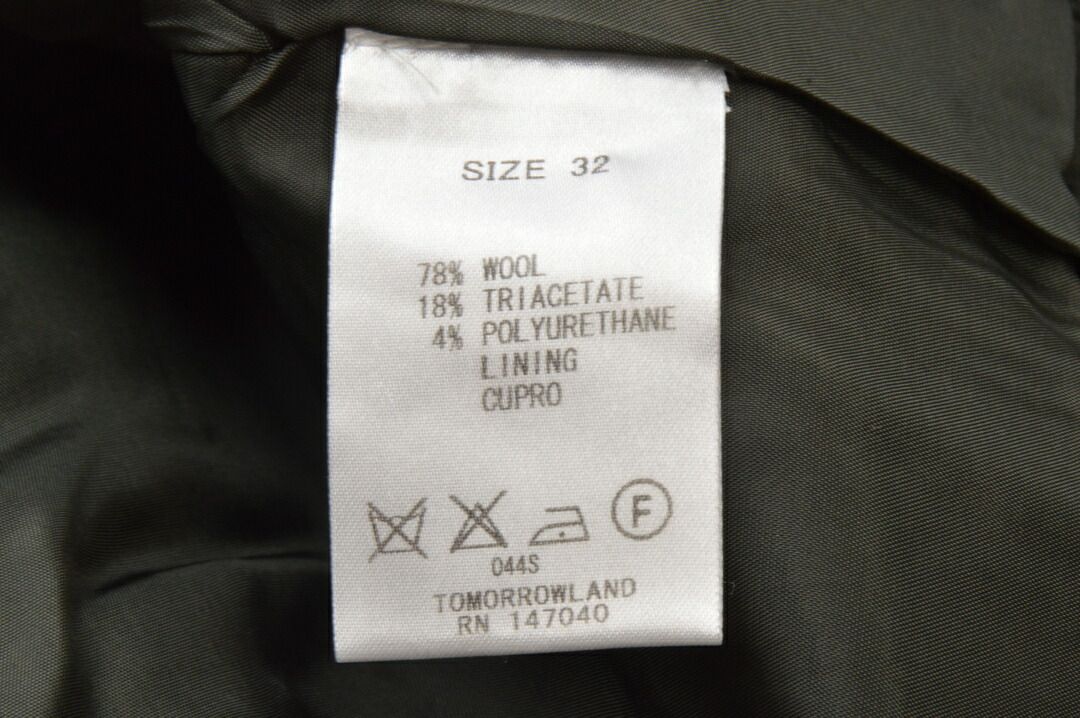 SIZE 32
78% WOOL
18% TRIACETATE
4% POLYURETHANE
LINING
CUPRO
F
044S
TOMORROWLAND
RN 147040